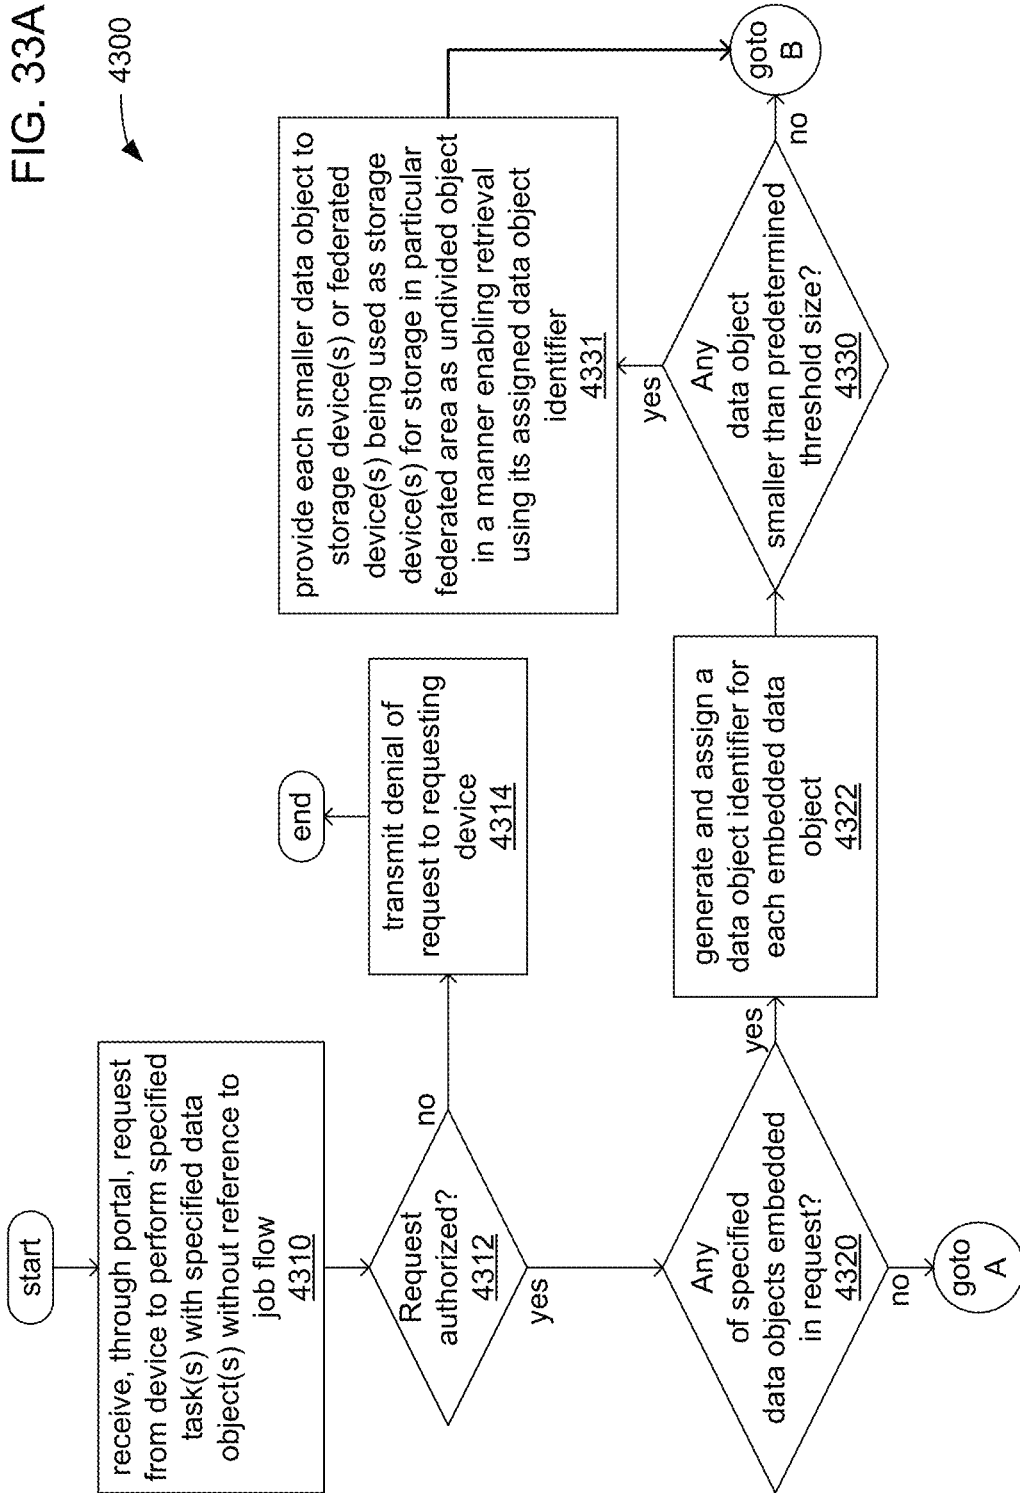 FIG. 33A
4300
start
receive, through portal, request
from device to perform specified
task(s) with specified data
object(s) without reference to
job flow
4310
Request
authorized?
4312
no
yes
transmit denial of
request to requesting
device
4314
end
Any
of specified
data objects embedded
in request?
4320
no
goto
A
yes
generate and assign a
data object identifier for
each embedded data
object
4322
Any
data object
smaller than predetermined
threshold size?
4330
yes
no
provide each smaller data object to
storage device(s) or federated
device(s) being used as storage
device(s) for storage in particular
federated area as undivided object
in a manner enabling retrieval
using its assigned data object
identifier
4331
goto
B